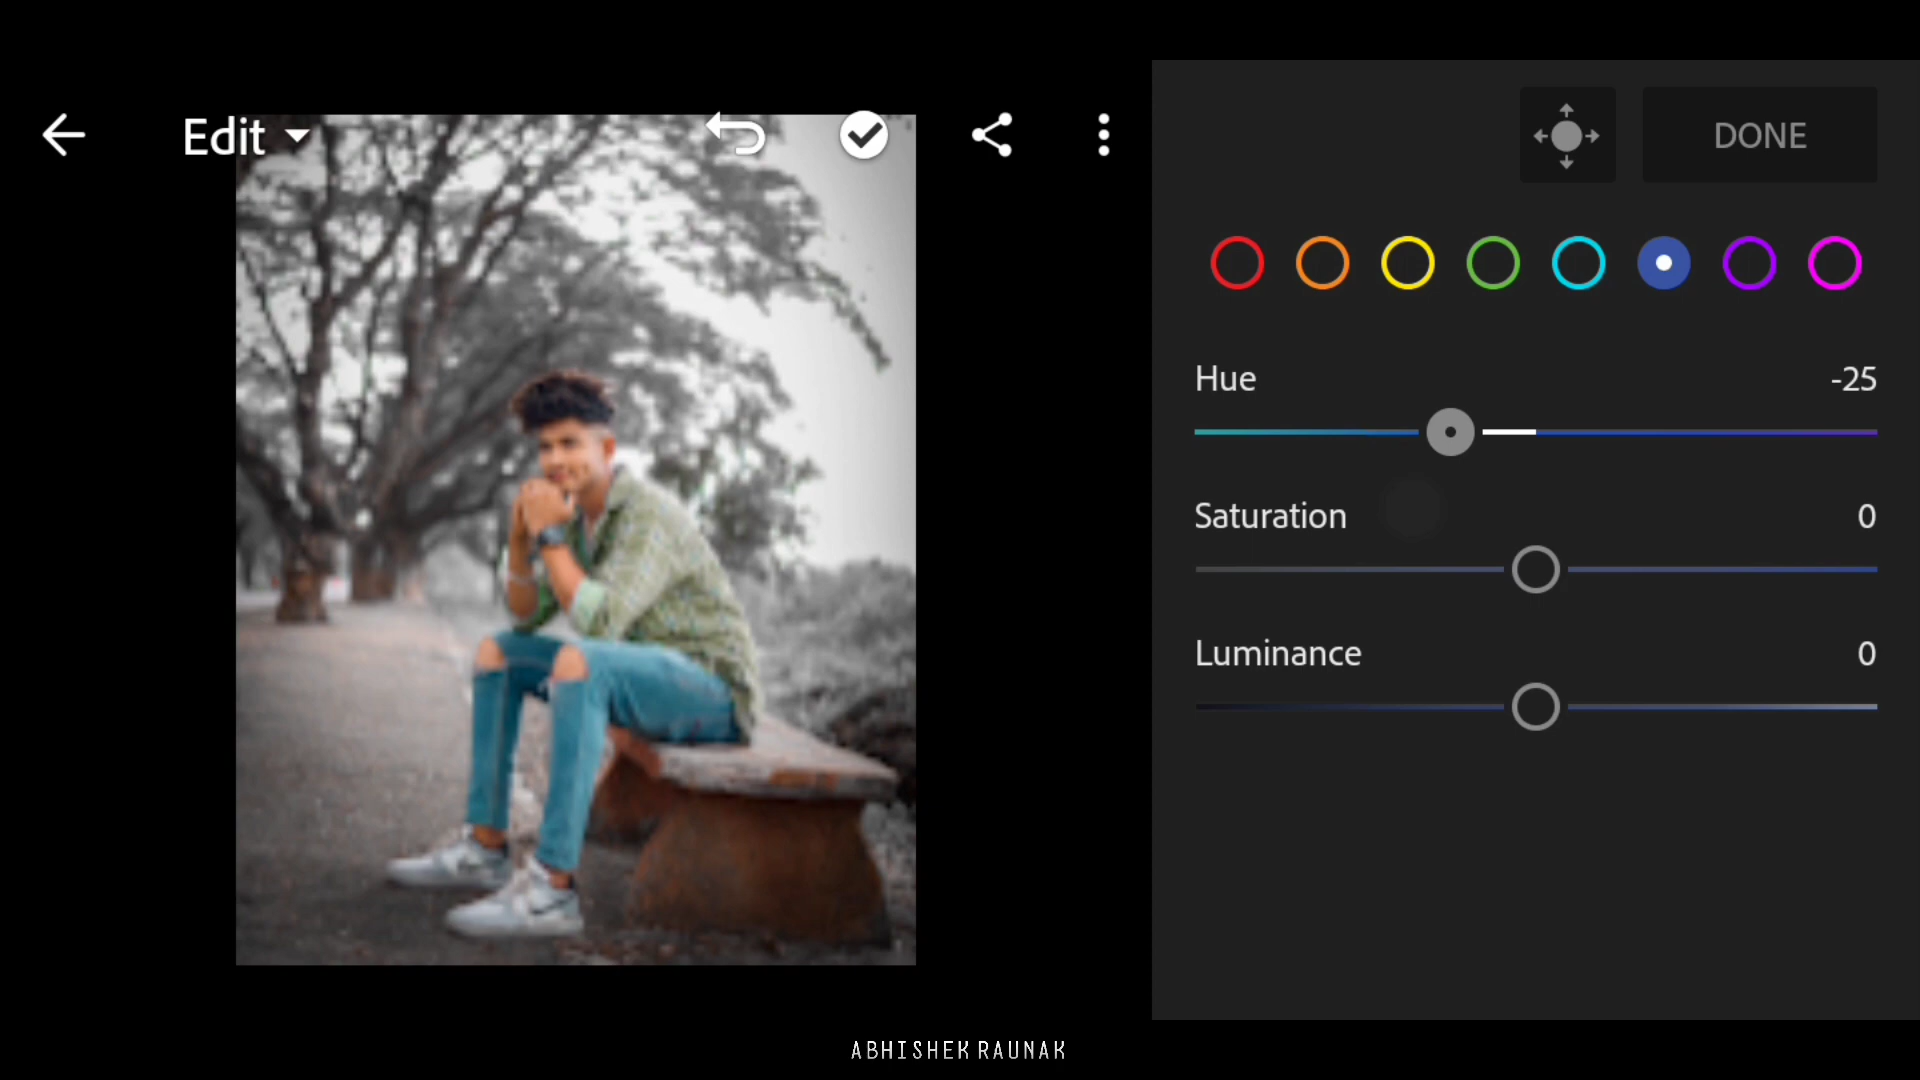 Edit
DONE
Hue -25
Saturation 0
Luminance 0
ABHISHEK RAUNAK